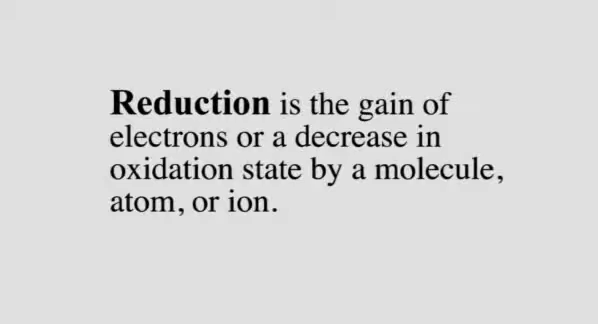 Reduction is the gain of
electrons or a decrease in
oxidation state by a molecule,
atom, or ion.